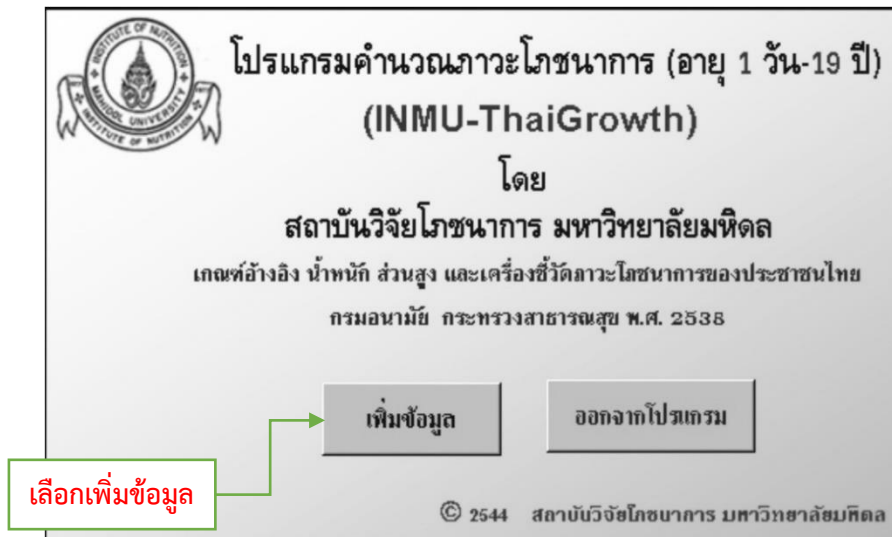 INSTITUTE OF NUTRITION
MAHIDOL UNIVERSITY
INSTITUTE OF NUTRITION
โปรแกรมคำนวณภาวะโภชนาการ (อายุ 1 วัน-19 ปี)
(INMU-ThaiGrowth)
โดย
สถาบันวิจัยโภชนาการ มหาวิทยาลัยมหิดล
เกณฑ์อ้างอิง น้ำหนัก ส่วนสูง และเครื่องชี้วัดภาวะโภชนาการของประชาชนไทย
กรมอนามัย กระทรวงสาธารณสุข พ.ศ. 2538
เพิ่มข้อมูล
ออกจากโปรแกรม
เลือกเพิ่มข้อมูล
© 2544 สถาบันวิจัยโภชนาการ มหาวิทยาลัยมหิดล